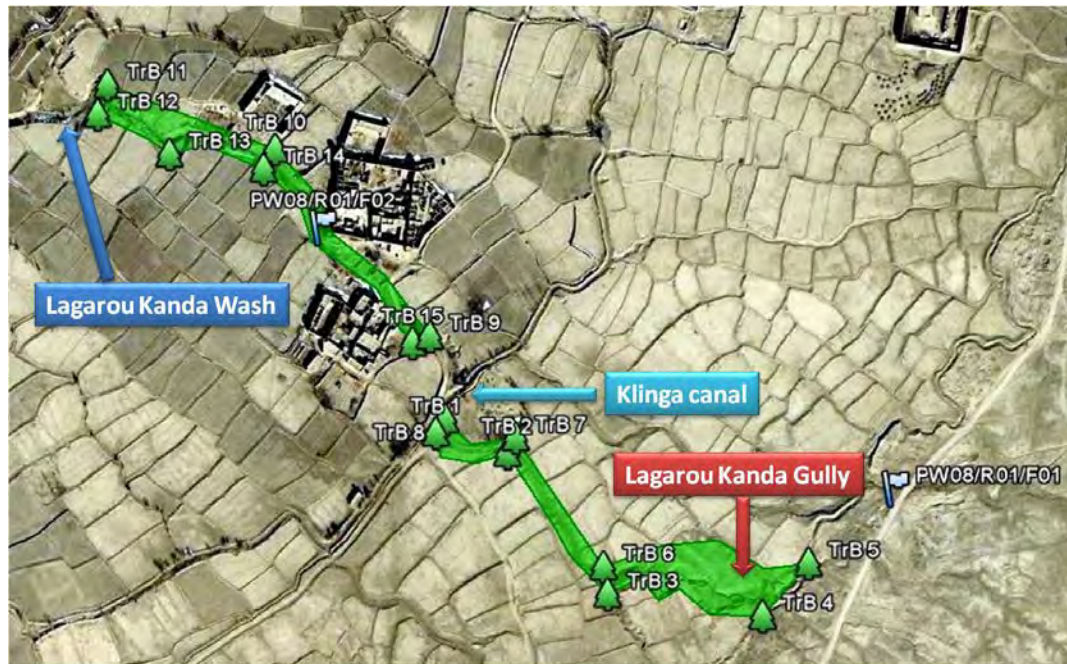 TrB 11
TrB 12
TrB 10
TrB 13
TrB 14
PW08/R01/F02
Lagarou Kanda Wash
TrB 15
TrB 9
Klinga canal
TrB 1
TrB 8
TrB 2
TrB 7
Lagarou Kanda Gully
PW08/R01/F01
TrB 6
TrB 5
TrB 3
TrB 4